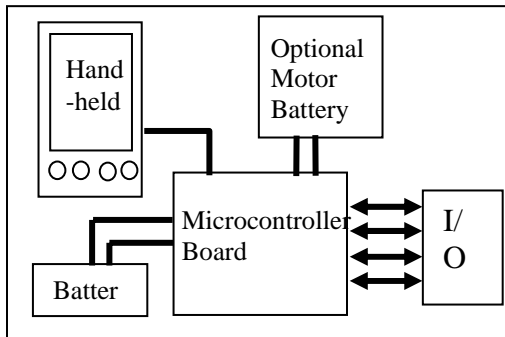 Hand
-held
Optional
Motor
Battery
Microcontroller
Board
I/
O
Batter